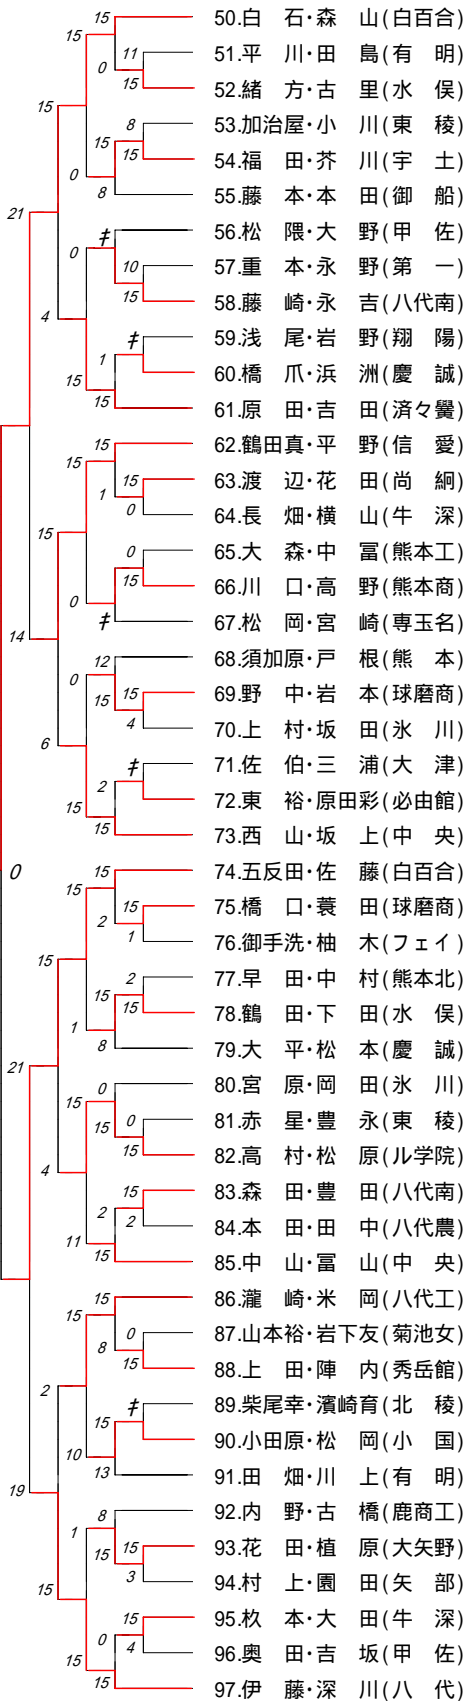 50.白　石・森　山(白百合)
51.平　川・田　島(有　明)
52.緒　方・古　里(水　俣)
53.加治屋・小　川(東　稜)
54.福　田・芥　川(宇　土)
55.藤　本・本　田(御　船)
56.松　隈・大　野(甲　佐)
57.重　本・永　野(第　一)
58.藤　崎・永　吉(八代南)
59.浅　尾・岩　野(翔　陽)
60.橋　爪・浜　洲(慶　誠)
61.原　田・吉　田(済々黌)
62.鶴田真・平　野(信　愛)
63.渡　辺・花　田(尚　絅)
64.長　畑・横　山(牛　深)
65.大　森・中　冨(熊本工)
66.川　口・高　野(熊本商)
67.松　岡・宮　崎(専玉名)
68.須加原・戸　根(熊　本)
69.野　中・岩　本(球磨商)
70.上　村・坂　田(氷　川)
71.佐　伯・三　浦(大　津)
72.東　裕・原田彩(必由館)
73.西　山・坂　上(中　央)
74.五反田・佐　藤(白百合)
75.橋　口・蓑　田(球磨商)
76.御手洗・柚　木(フェイ)
77.早　田・中　村(熊本北)
78.鶴　田・下　田(水　俣)
79.大　平・松　本(慶　誠)
80.宮　原・岡　田(氷　川)
81.赤　星・豊　永(東　稜)
82.高　村・松　原(ル学院)
83.森　田・豊　田(八代南)
84.本　田・田　中(八代農)
85.中　山・冨　山(中　央)
86.瀧　崎・米　岡(八代工)
87.山本裕・岩下友(菊池女)
88.上　田・陣　内(秀岳館)
89.柴尾幸・濱崎育(北　稜)
90.小田原・松　岡(小　国)
91.田　畑・川　上(有　明)
92.内　野・古　橋(鹿商工)
93.花　田・植　原(大矢野)
94.村　上・園　田(矢　部)
95.杦　本・大　田(牛　深)
96.奥　田・吉　坂(甲　佐)
97.伊　藤・深　川(八　代)
15
15
11
0
15
15
8
15
15
0
8
21
キ
0
10
15
4
キ
1
15
15
15
15
15
1
0
15
0
15
0
キ
14
12
0
15
15
4
6
キ
2
15
15
0
15
15
15
2
1
15
2
15
15
1
8
21
0
15
0
15
15
4
15
2
2
11
15
15
15
0
8
15
2
キ
15
10
13
19
8
1
15
15
3
15
15
0
4
15
15